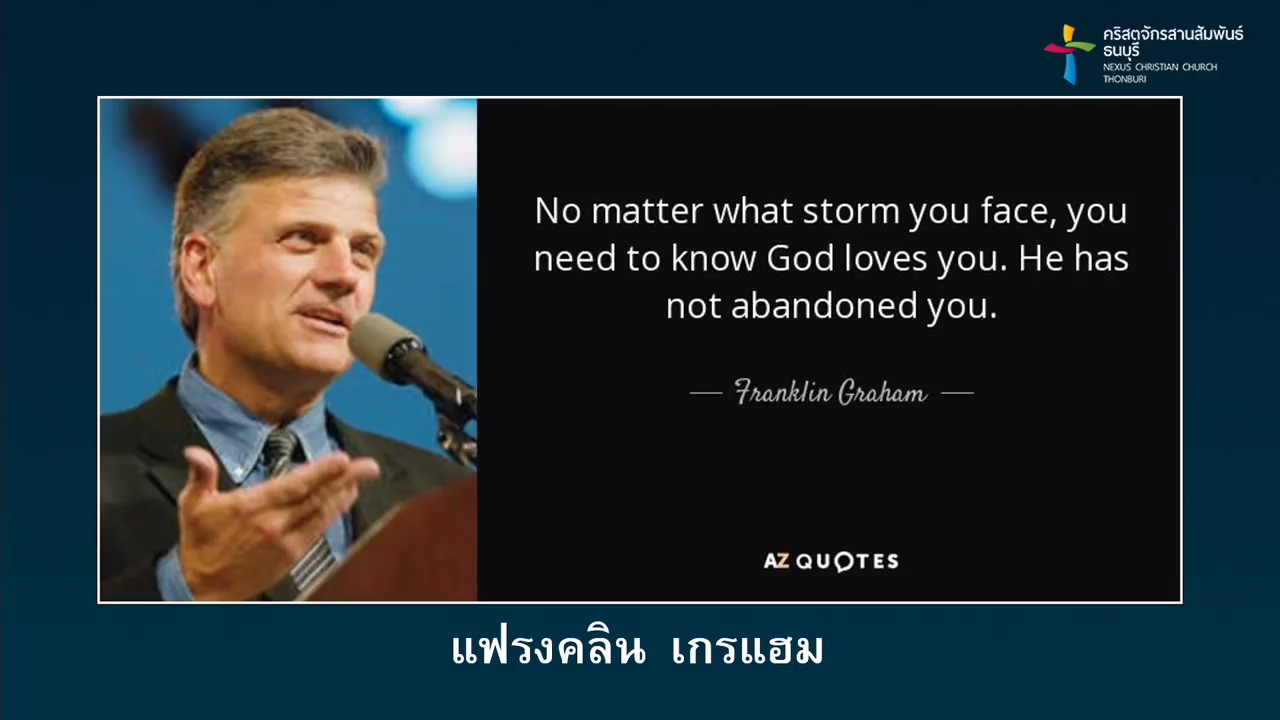 คริสตจักรสานสัมพันธ์
ธนบุรี
NEXUS CHRISTIAN CHURCH
THONBURI
No matter what storm you face, you
need to know God loves you. He has
not abandoned you.
— Franklin Graham —
AZ QUOTES
แฟรงคลิน เกรแฮม